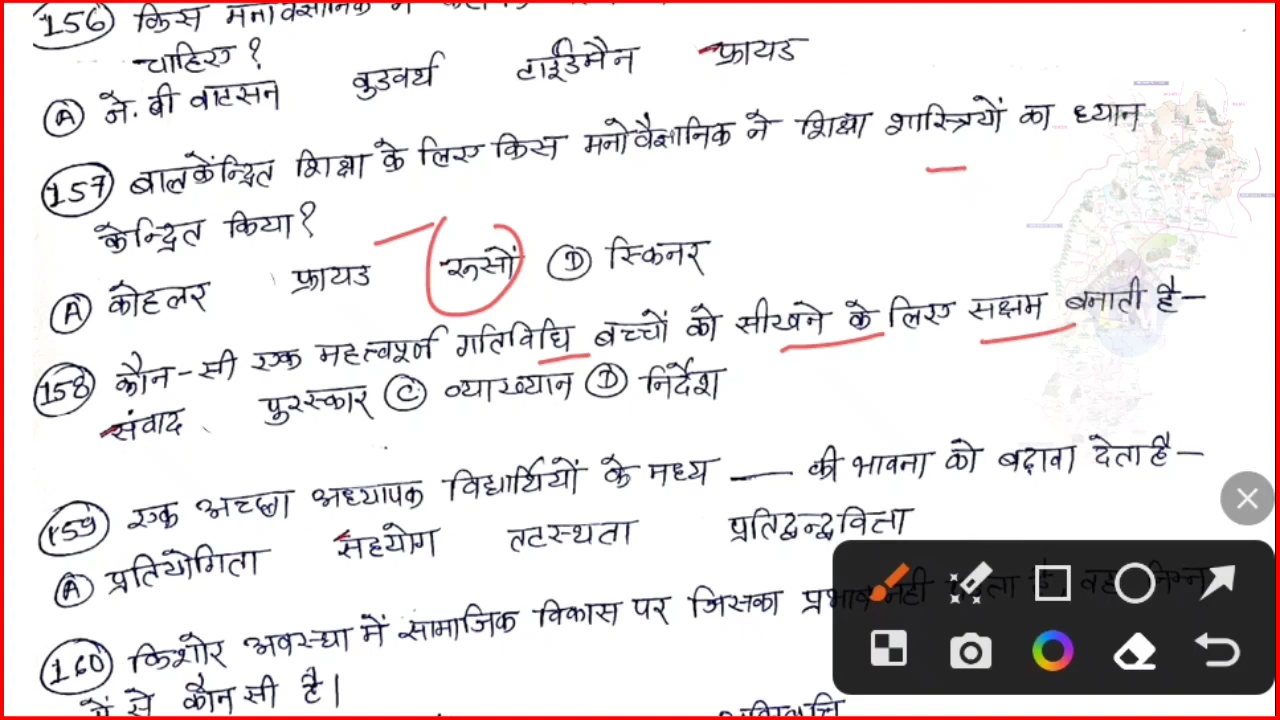 156 किस मनोवैज्ञानिक ने
चाहिए?
A जे. बी वाटसन वुडवर्थ टाईडमैन फ्रायड
157 बालकेंन्द्रित शिक्षा के लिए किस मनोवैज्ञानिक ने शिक्षा शास्त्रियों का ध्यान
केन्द्रित किया?
A कोहलर फ्रायड रूसों D स्किनर
158 कौन-सी एक महत्वपूर्ण गतिविधि बच्चों को सीखने के लिए सक्षम बनाती है-
संवाद पुरस्कार C व्याख्यान D निर्देश
159 एक अच्छा अध्यापक विद्यार्थियों के मध्य — की भावना को बढ़ावा देता है-
A प्रतियोगिता सहयोग तटस्थता प्रतिद्वन्द्वविता
160 किशोर अवस्था में सामाजिक विकास पर जिसका प्रभाव नही है, वह निम्न
में से कौन सी है।